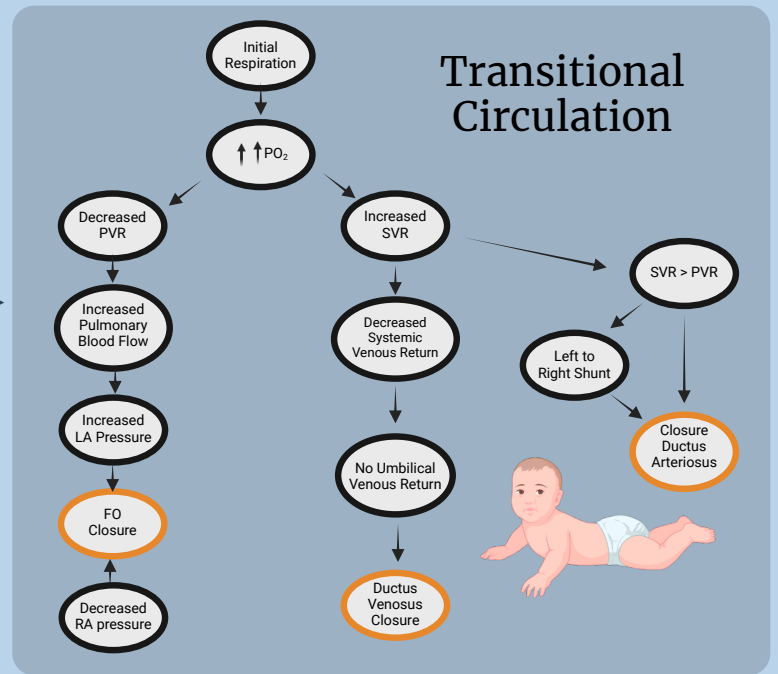 Transitional
Circulation
Initial
Respiration
↑ ↑ PO₂
Decreased
PVR
Increased
Pulmonary
Blood Flow
Increased
LA Pressure
FO
Closure
Decreased
RA pressure
Increased
SVR
Decreased
Systemic
Venous Return
No Umbilical
Venous Return
Ductus
Venosus
Closure
SVR > PVR
Left to
Right Shunt
Closure
Ductus
Arteriosus